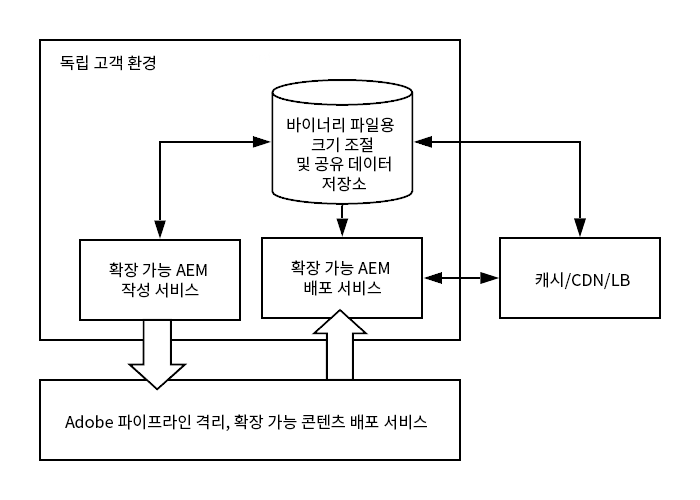 독립 고객 환경
바이너리 파일용
크기 조절
및 공유 데이터
저장소
확장 가능 AEM
작성 서비스
확장 가능 AEM
배포 서비스
캐시/CDN/LB
Adobe 파이프라인 격리, 확장 가능 콘텐츠 배포 서비스